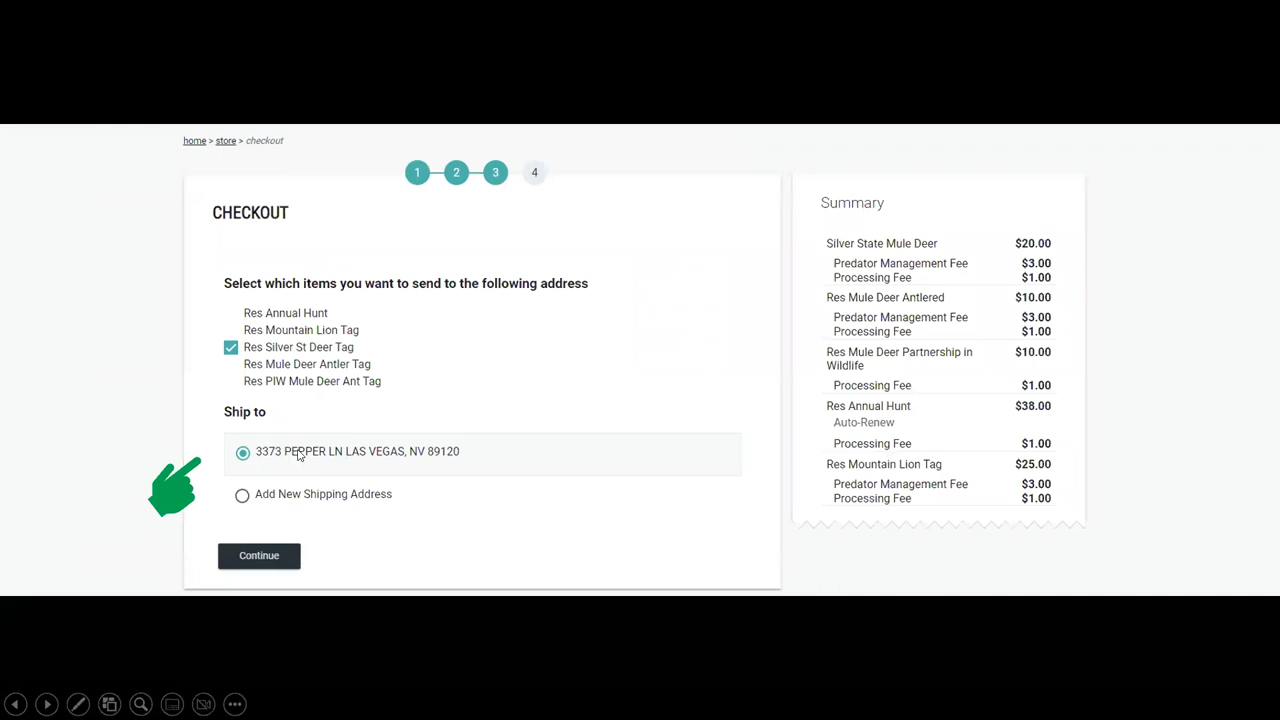 home > store > checkout
1 2 3 4
CHECKOUT
Select which items you want to send to the following address
Res Annual Hunt
Res Mountain Lion Tag
Res Silver St Deer Tag
Res Mule Deer Antler Tag
Res PIW Mule Deer Ant Tag
Ship to
3373 PEPPER LN LAS VEGAS, NV 89120
Add New Shipping Address
Continue
Summary
Silver State Mule Deer $20.00
Predator Management Fee $3.00
Processing Fee $1.00
Res Mule Deer Antlered $10.00
Predator Management Fee $3.00
Processing Fee $1.00
Res Mule Deer Partnership in $10.00
Wildlife
Processing Fee $1.00
Res Annual Hunt $38.00
Auto-Renew
Processing Fee $1.00
Res Mountain Lion Tag $25.00
Predator Management Fee $3.00
Processing Fee $1.00